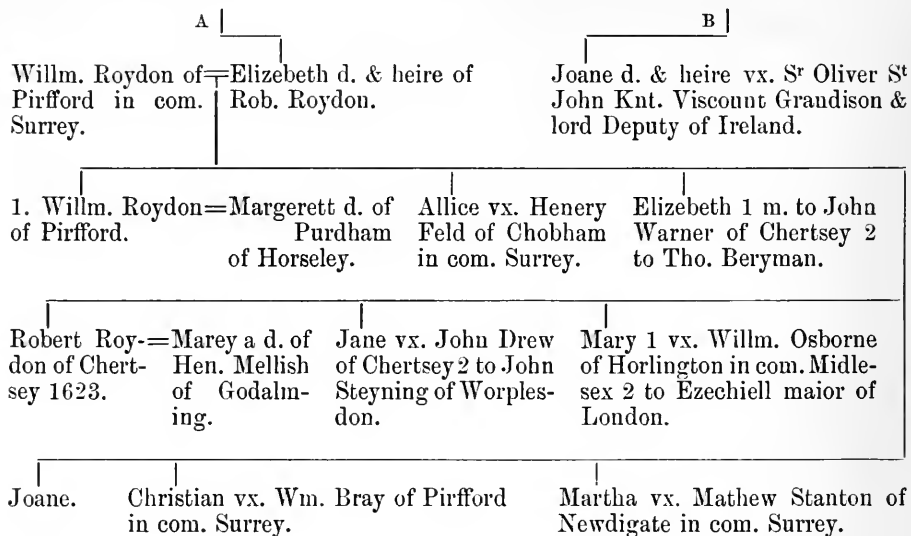 A
B
Willm. Roydon of=Elizebeth d. & heire of
Pirfford in com. Rob. Roydon.
Surrey.
Joane d. & heire vx. Sʳ Oliver Sᵗ
John Knt. Viscount Grandison &
lord Deputy of Ireland.
1. Willm. Roydon=Margerett d. of
of Pirfford. Purdham
of Horseley.
Allice vx. Henery
Feld of Chobham
in com. Surrey.
Elizebeth 1 m. to John
Warner of Chertsey 2
to Tho. Beryman.
Robert Roy-=Marey a d. of
don of Chert- Hen. Mellish
sey 1623. of Godalm-
ing.
Jane vx. John Drew
of Chertsey 2 to John
Steyning of Worples-
don.
Mary 1 vx. Willm. Osborne
of Horlington in com. Midle-
sex 2 to Ezechiell maior of
London.
Joane.
Christian vx. Wm. Bray of Pirfford
in com. Surrey.
Martha vx. Mathew Stanton of
Newdigate in com. Surrey.